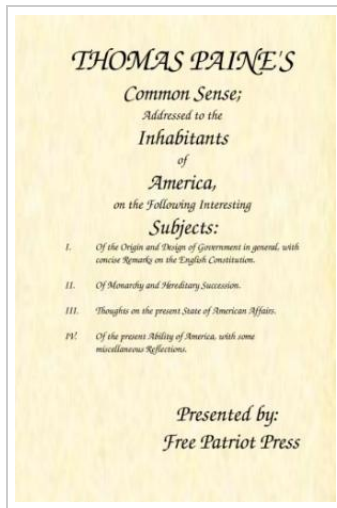 THOMAS PAINE'S
Common Sense;
Addressed to the
Inhabitants
of
America,
on the Following Interesting
Subjects:
I. Of the Origin and Design of Government in general, with
concise Remarks on the English Constitution.
II. Of Monarchy and Hereditary Succession.
III. Thoughts on the present State of American Affairs.
IV. Of the present Ability of America, with some
miscellaneous Reflections.
Presented by:
Free Patriot Press